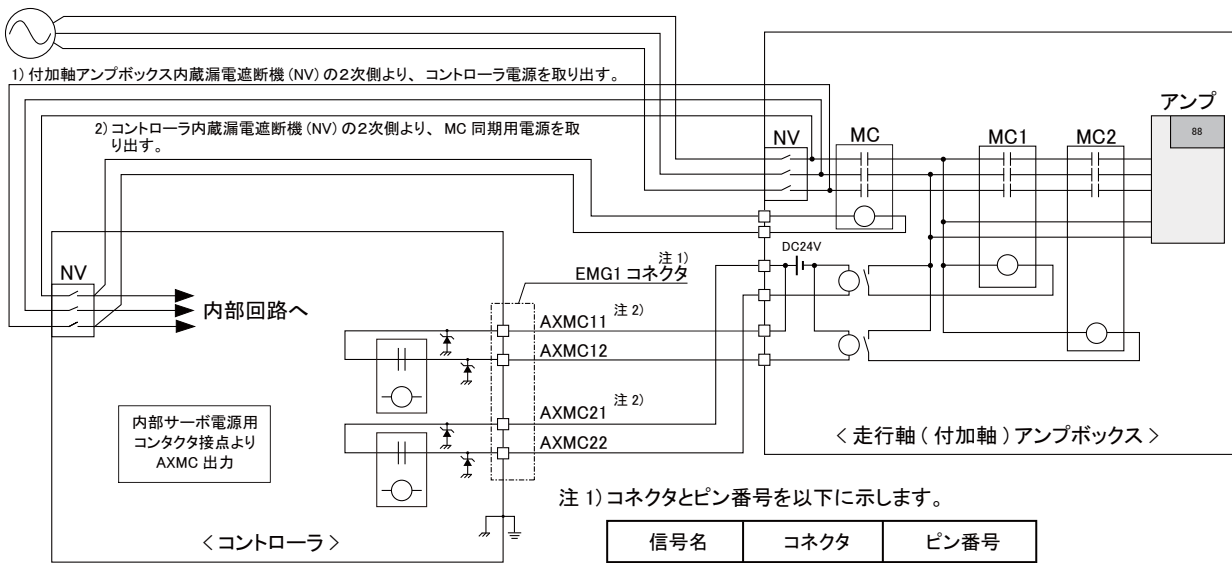 1) 付加軸アンプボックス内蔵漏電遮断機 (NV) の2次側より、コントローラ電源を取り出す。
2) コントローラ内蔵漏電遮断機 (NV) の2次側より、MC 同期用電源を取
り出す。
アンプ
88
NV
MC
MC1
MC2
DC24V
NV
内部回路へ
注 1)
EMG1 コネクタ
AXMC11 注 2)
AXMC12
AXMC21 注 2)
AXMC22
内部サーボ電源用
コンタクタ接点より
AXMC 出力
<コントローラ>
<走行軸 ( 付加軸 ) アンプボックス>
注 1) コネクタとピン番号を以下に示します。
信号名 コネクタ ピン番号